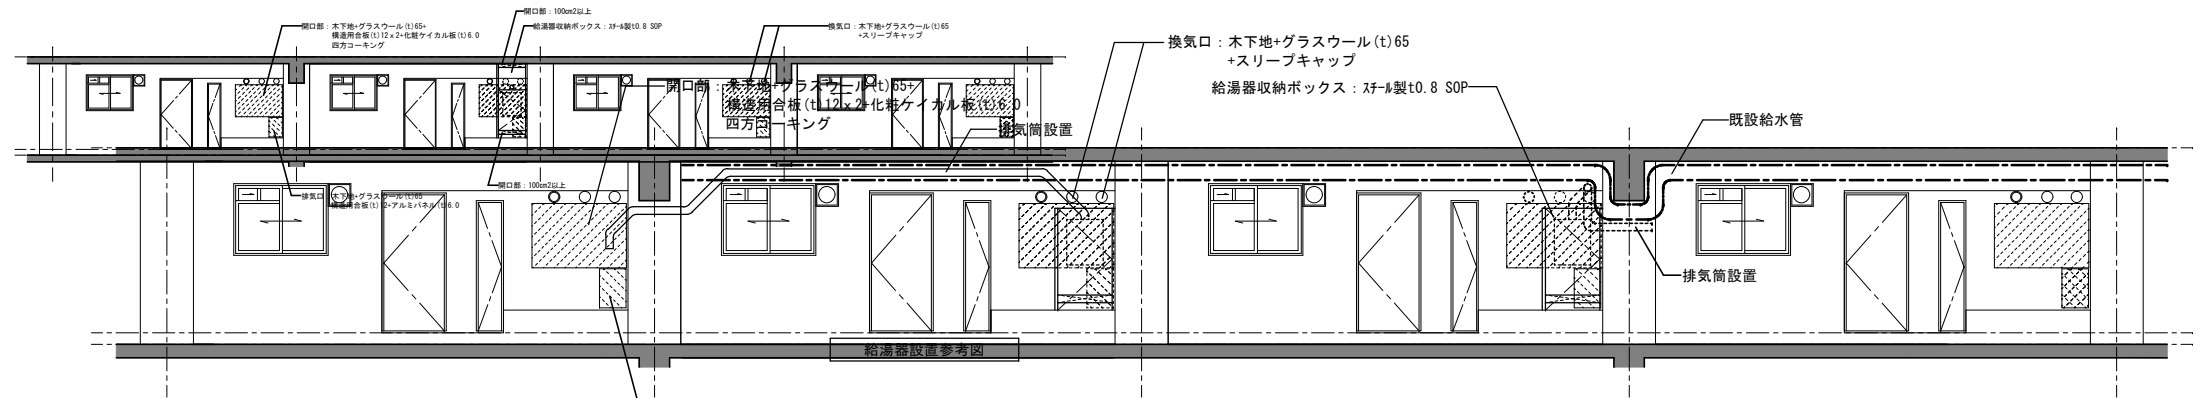 開口部：100cm2以上
開口部：木下地+グラスウール(t)65+
構造用合板(t)12×2+化粧ケイカル板(t)6.0
四方コーキング
給湯器収納ボックス：ｽﾁｰﾙ製t0.8 SOP
換気口：木下地+グラスウール(t)65
+スリーブキャップ
換気口：木下地+グラスウール(t)65
+スリーブキャップ
給湯器収納ボックス：ｽﾁｰﾙ製t0.8 SOP
開口部：木下地+グラスウール(t)65+
構造用合板(t)12×2+化粧ケイカル板(t)6.0
四方コーキング
排気筒設置
既設給水管
開口部：100cm2以上
排気口：木下地+グラスウール(t)65
構造用合板(t)12+アルミパネル(t)6.0
排気筒設置
給湯器設置参考図